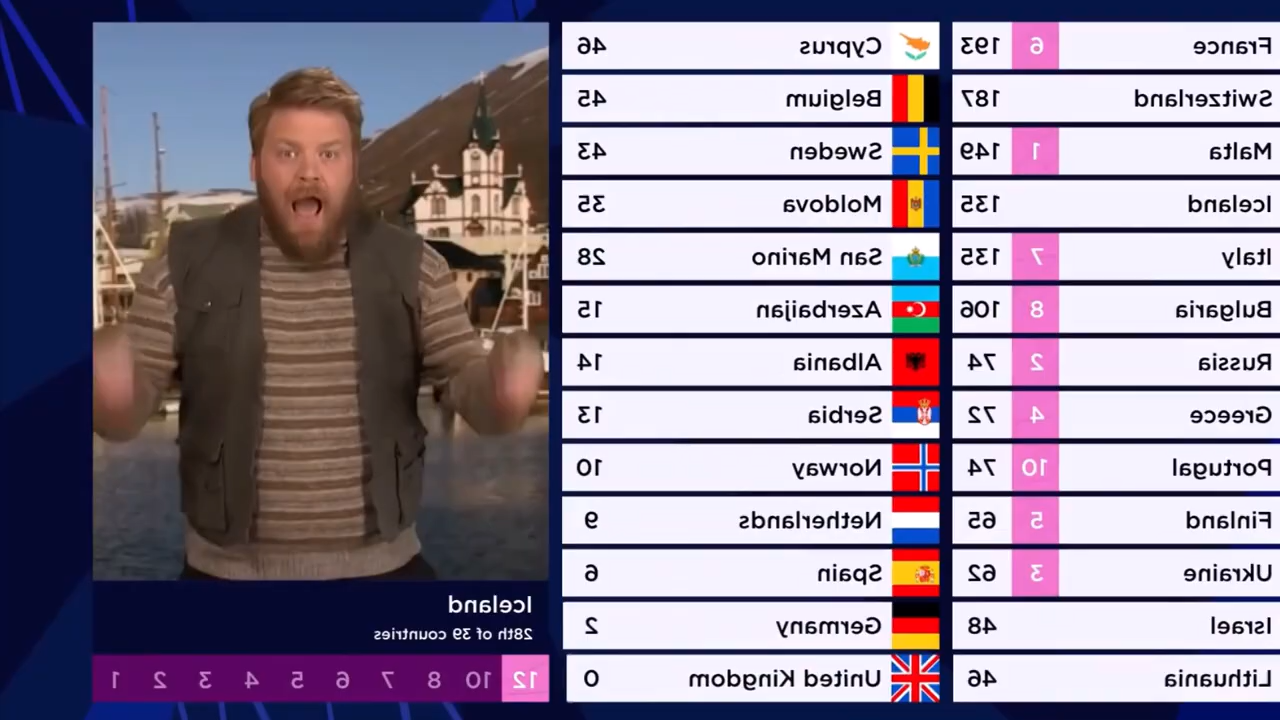 France 6 193
Switzerland 187
Malta 1 149
Iceland 135
Italy 7 135
Bulgaria 8 106
Russia 2 74
Greece 4 72
Portugal 10 74
Finland 5 65
Ukraine 3 62
Israel 48
Lithuania 46
Cyprus 46
Belgium 45
Sweden 43
Moldova 35
San Marino 28
Azerbaijan 15
Albania 14
Serbia 13
Norway 10
Netherlands 9
Spain 6
Germany 2
United Kingdom 0
Iceland
28th of 39 countries
12 10 8 7 6 5 4 3 2 1